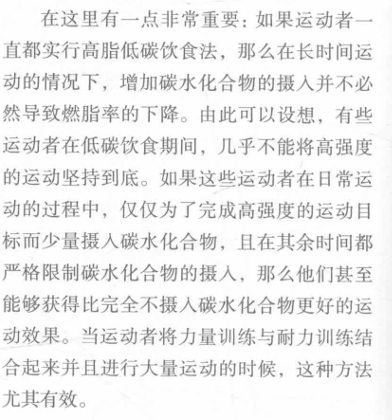 在这里有一点非常重要：如果运动者一
直都实行高脂低碳饮食法，那么在长时间运
动的情况下，增加碳水化合物的摄入并不必
然导致燃脂率的下降。由此可以设想，有些
运动者在低碳饮食期间，几乎不能将高强度
的运动坚持到底。如果这些运动者在日常运
动的过程中，仅仅为了完成高强度的运动目
标而少量摄入碳水化合物，且在其余时间都
严格限制碳水化合物的摄入，那么他们甚至
能够获得比完全不摄入碳水化合物更好的运
动效果。当运动者将力量训练与耐力训练结
合起来并且进行大量运动的时候，这种方法
尤其有效。